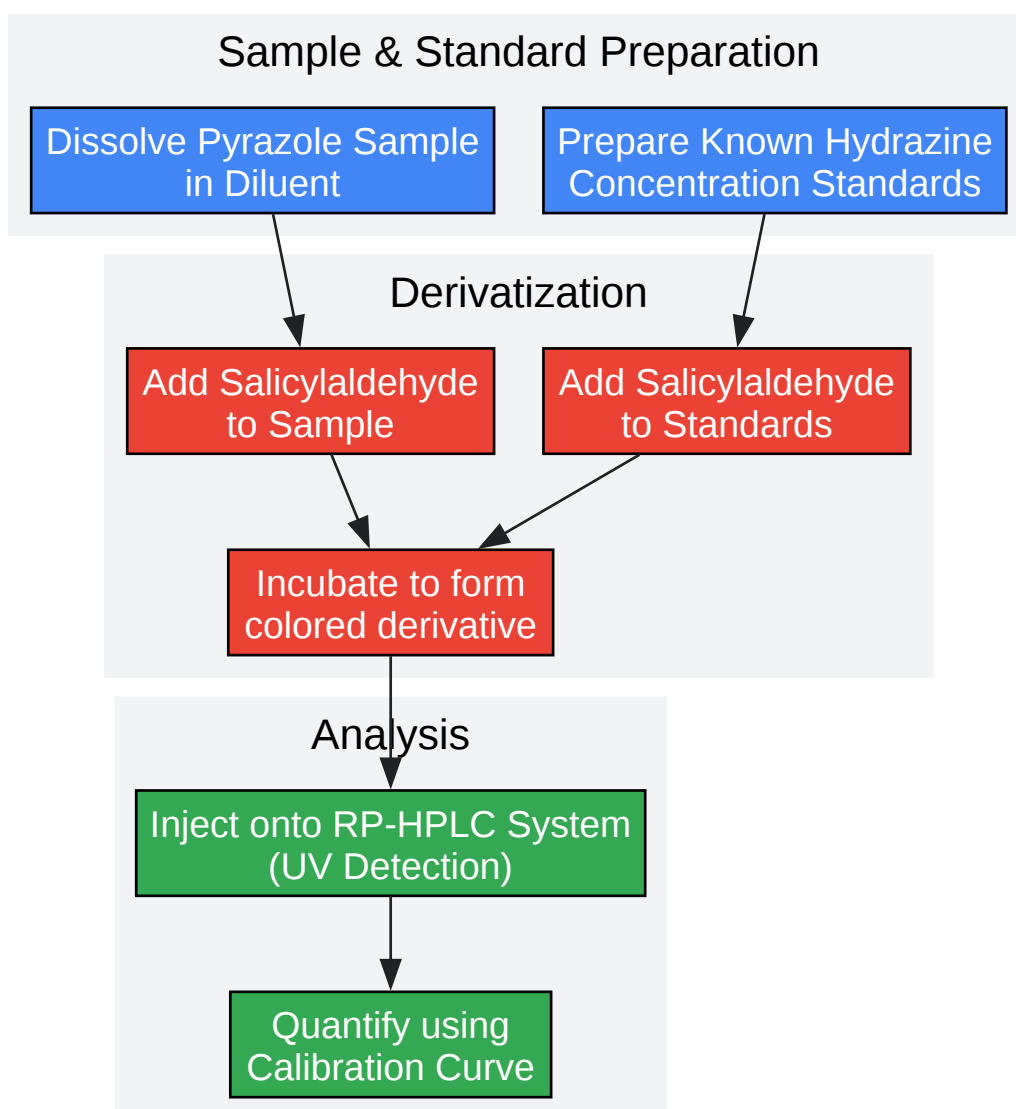 Sample & Standard Preparation
Dissolve Pyrazole Sample
in Diluent
Prepare Known Hydrazine
Concentration Standards
Derivatization
Add Salicylaldehyde
to Sample
Add Salicylaldehyde
to Standards
Incubate to form
colored derivative
Analysis
Inject onto RP-HPLC System
(UV Detection)
Quantify using
Calibration Curve